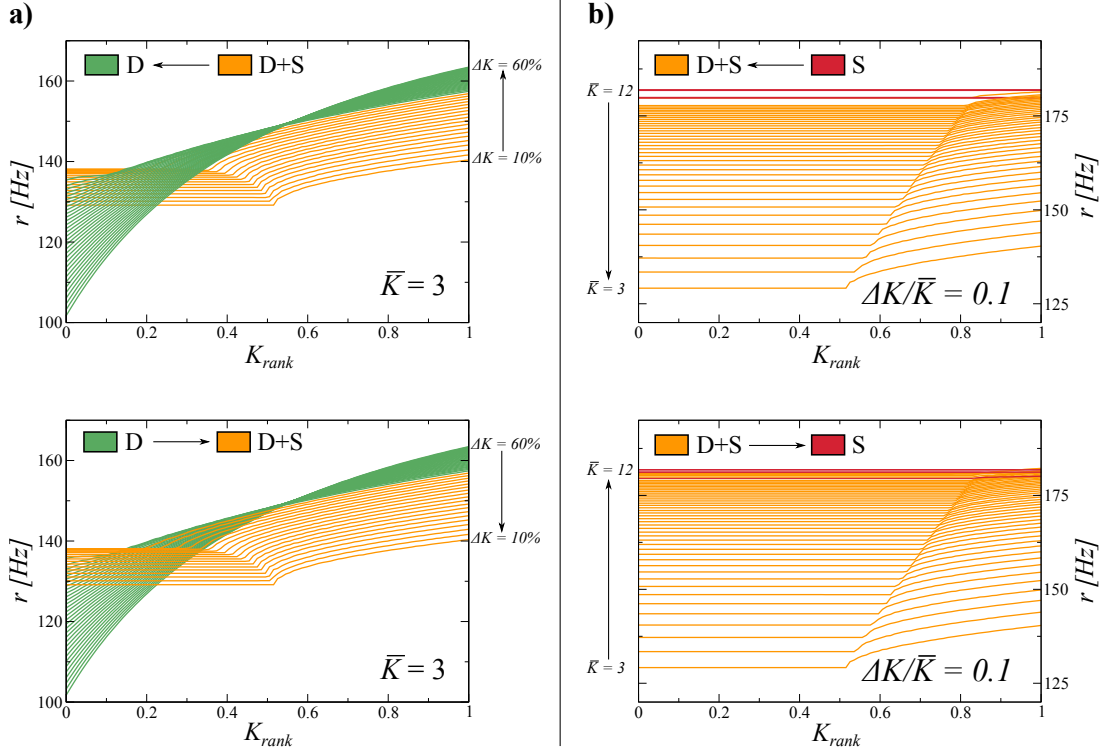 a)
D D+S
160
140
120
100
r [Hz]
ΔK = 60%
ΔK = 10%
K̅ = 3
0 0.2 0.4 0.6 0.8 1
K_rank
D D+S
160
140
120
100
r [Hz]
ΔK = 60%
ΔK = 10%
K̅ = 3
0 0.2 0.4 0.6 0.8 1
K_rank
b)
D+S S
K̅ = 12
K̅ = 3
175
150
125
r [Hz]
ΔK/K̅ = 0.1
0 0.2 0.4 0.6 0.8 1
K_rank
D+S S
K̅ = 12
K̅ = 3
175
150
125
r [Hz]
ΔK/K̅ = 0.1
0 0.2 0.4 0.6 0.8 1
K_rank